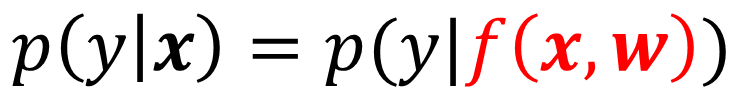 p(y|x) = p(y|f(x, w))